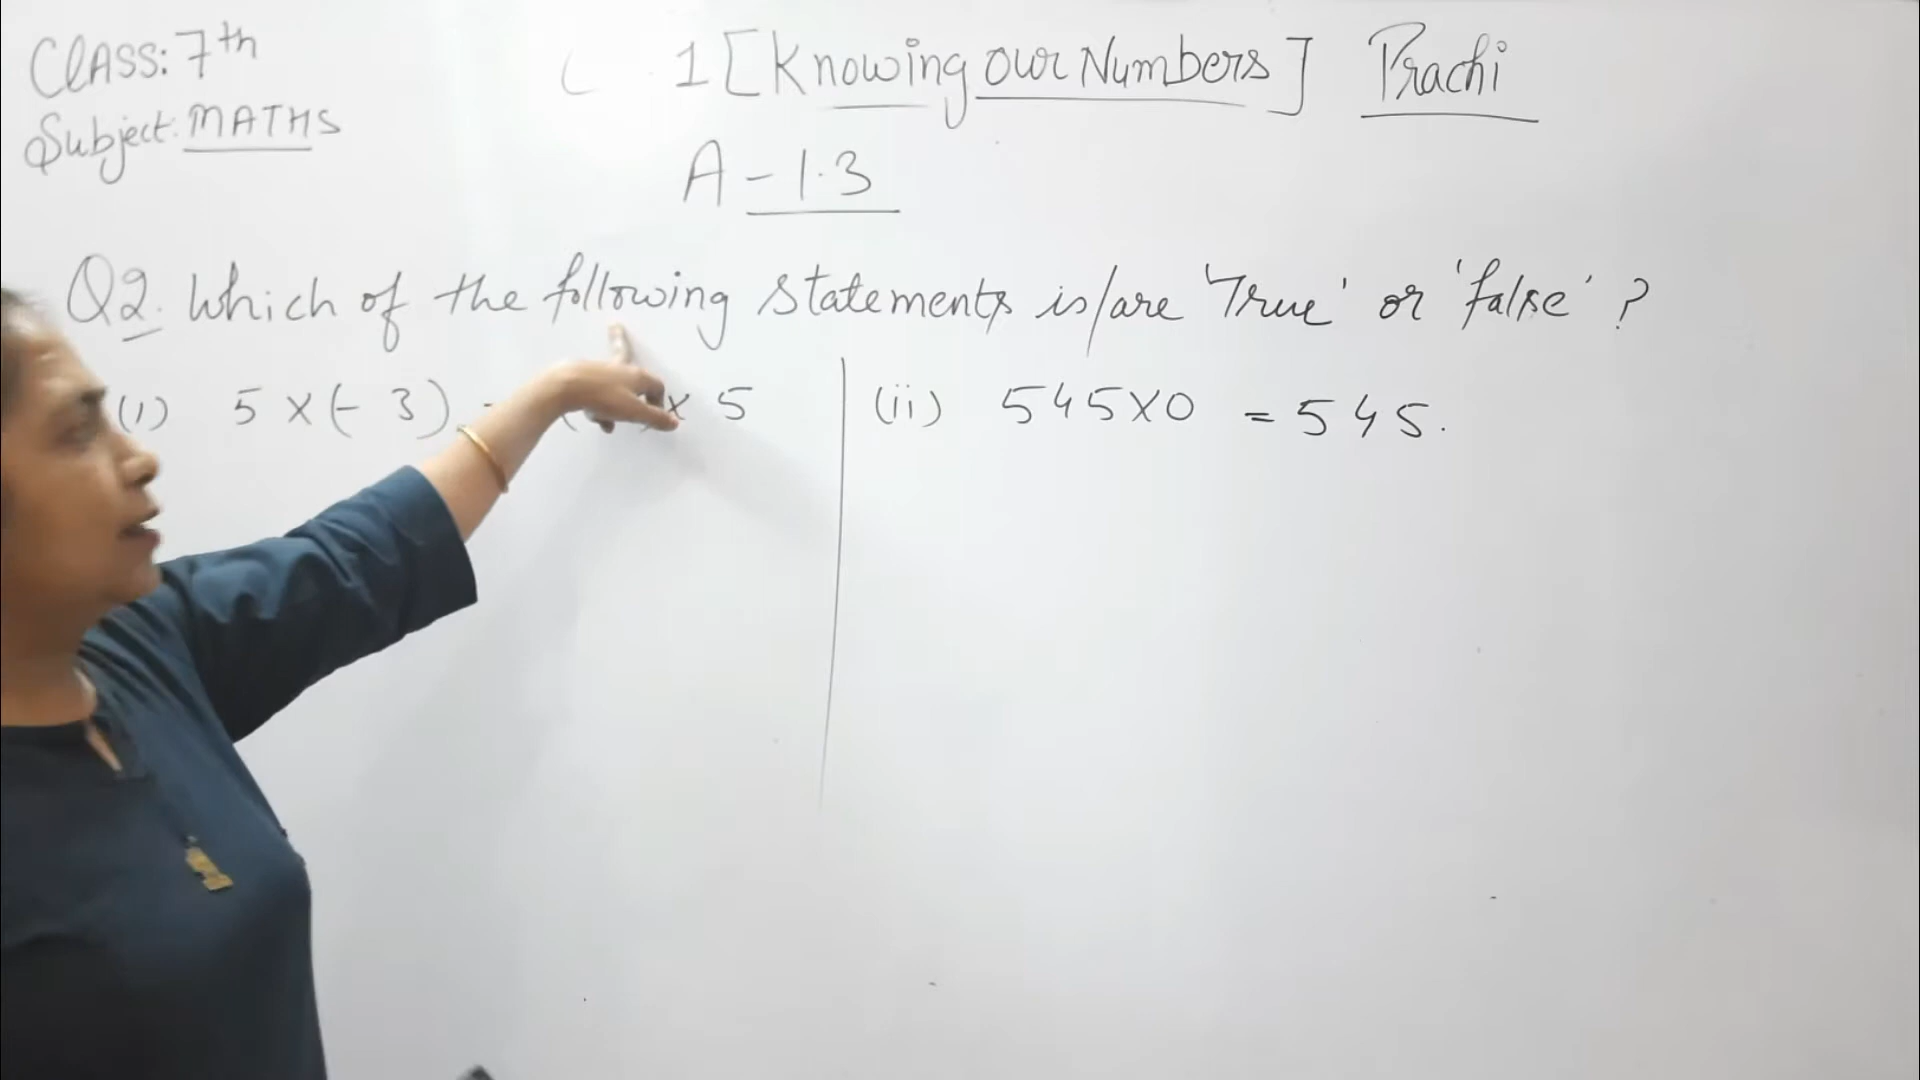 CLASS: 7th
Subject: MATHS
1 [Knowing our Numbers] Prachi
A - 1.3
Q2. Which of the following statements is/are 'True' or 'false' ?
(i) 5 × (- 3) × 5
(ii) 545×0 = 545.